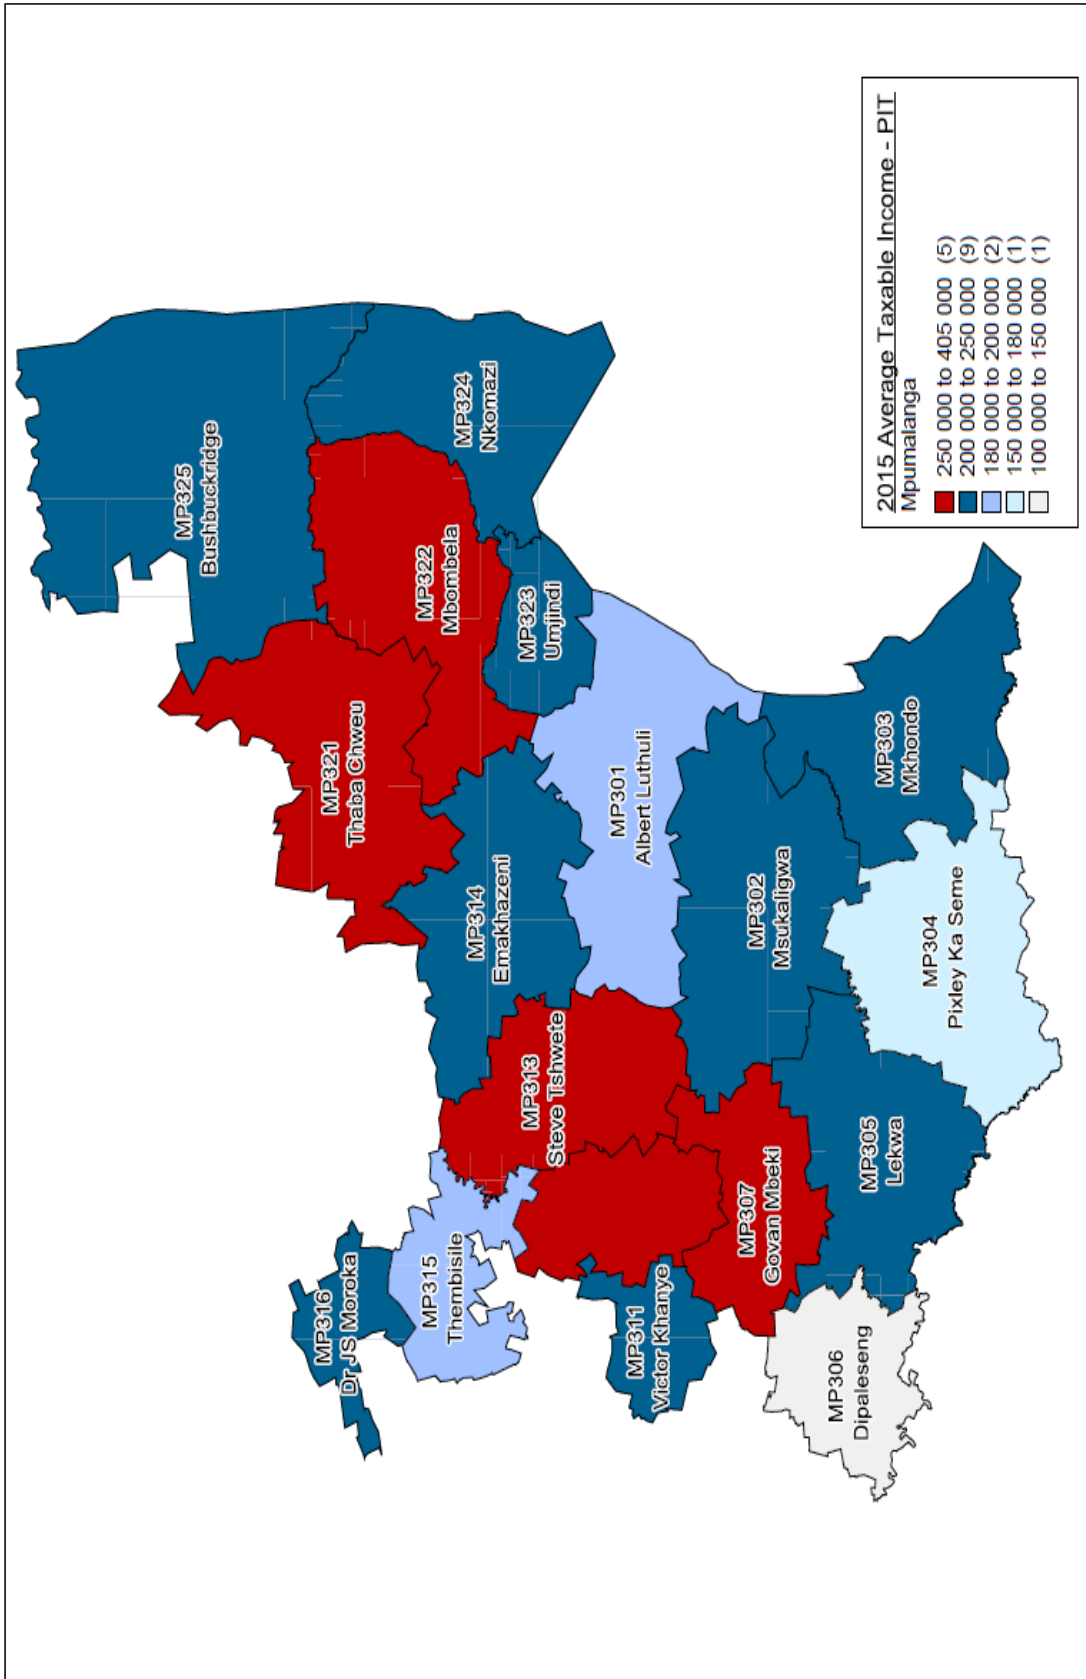 2015 Average Taxable Income - PIT
Mpumalanga
250 000 to 405 000 (5)
200 000 to 250 000 (9)
180 000 to 200 000 (2)
150 000 to 180 000 (1)
100 000 to 150 000 (1)
MP325
Bushbuckridge
MP324
Nkomazi
MP322
Mbombela
MP323
Umjindi
MP321
Thaba Chweu
MP301
Albert Luthuli
MP303
Mkhondo
MP314
Emakhazeni
MP302
Msukaligwa
MP304
Pixley Ka Seme
MP313
Steve Tshwete
MP305
Lekwa
MP307
Govan Mbeki
MP315
Thembisile
MP316
Dr JS Moroka
MP311
Victor Khanye
MP306
Dipaleseng